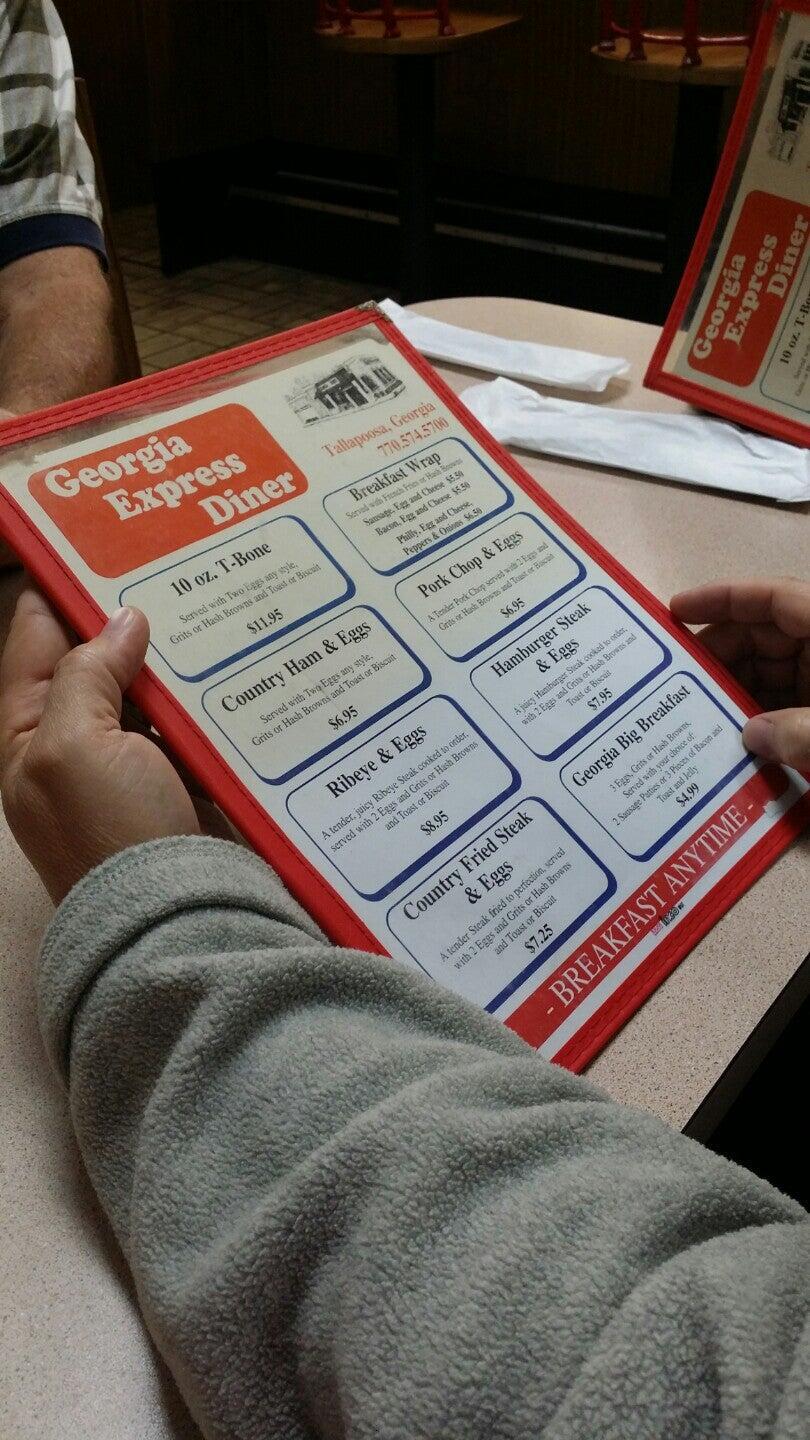 Georgia
Express
Diner
Tallapoosa, Georgia
770.574.5700
10 oz. T-Bone
Served with Two Eggs any style,
Grits or Hash Browns and Toast or Biscuit
$11.95
Country Ham & Eggs
Served with Two Eggs any style,
Grits or Hash Browns and Toast or Biscuit
$6.95
Ribeye & Eggs
A tender, juicy Ribeye Steak cooked to order,
served with 2 Eggs and Grits or Hash Browns
and Toast or Biscuit
$8.95
Country Fried Steak
& Eggs
A tender Steak fried to perfection, served
with 2 Eggs and Grits or Hash Browns
and Toast or Biscuit
$7.25
Breakfast Wrap
Served with French Fries or Hash Browns
Sausage, Egg and Cheese $5.50
Bacon, Egg and Cheese $5.50
Philly, Egg and Cheese,
Peppers & Onions $6.50
Pork Chop & Eggs
A Tender Pork Chop served with 2 Eggs and
Grits or Hash Browns and Toast or Biscuit
$6.95
Hamburger Steak
& Eggs
A juicy Hamburger Steak cooked to order,
with 2 Eggs and Grits or Hash Browns and
Toast or Biscuit
$7.95
Georgia Big Breakfast
3 Eggs, Grits or Hash Browns,
Served with your choice of
2 Sausage Patties or 3 Pieces of Bacon and
Toast and Jelly
$4.99
- BREAKFAST ANYTIME -
Georgia
Express
Diner
10 oz. T-B